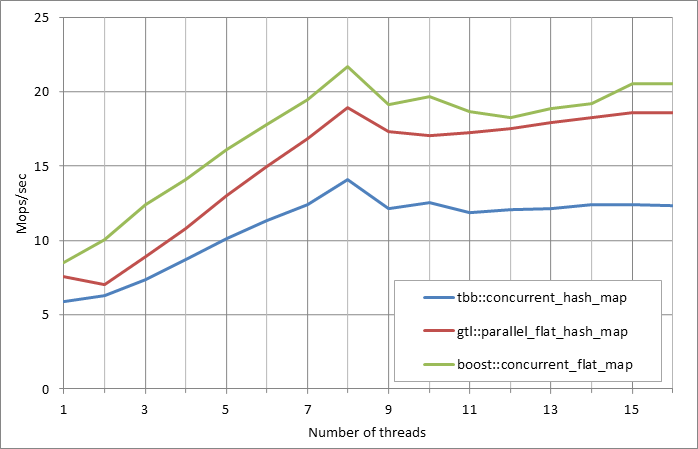 25
20
15
10
5
0
Mops/sec
tbb::concurrent_hash_map
gtl::parallel_flat_hash_map
boost::concurrent_flat_map
1 3 5 7 9 11 13 15
Number of threads